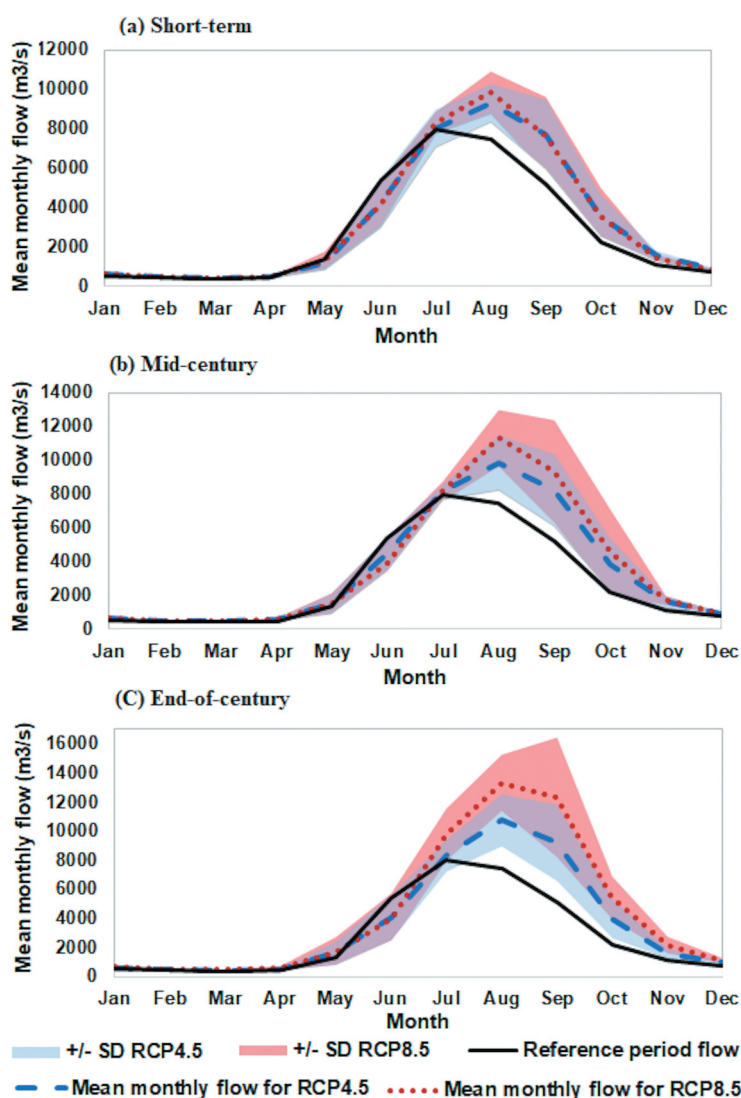 (a) Short-term
Mean monthly flow (m3/s)
12000
10000
8000
6000
4000
2000
0
Jan Feb Mar Apr May Jun Jul Aug Sep Oct Nov Dec
Month
(b) Mid-century
Mean monthly flow (m3/s)
14000
12000
10000
8000
6000
4000
2000
0
Jan Feb Mar Apr May Jun Jul Aug Sep Oct Nov Dec
Month
(C) End-of-century
Mean monthly flow (m3/s)
16000
14000
12000
10000
8000
6000
4000
2000
0
Jan Feb Mar Apr May Jun Jul Aug Sep Oct Nov Dec
Month
+/- SD RCP4.5 +/- SD RCP8.5 Reference period flow
Mean monthly flow for RCP4.5 Mean monthly flow for RCP8.5